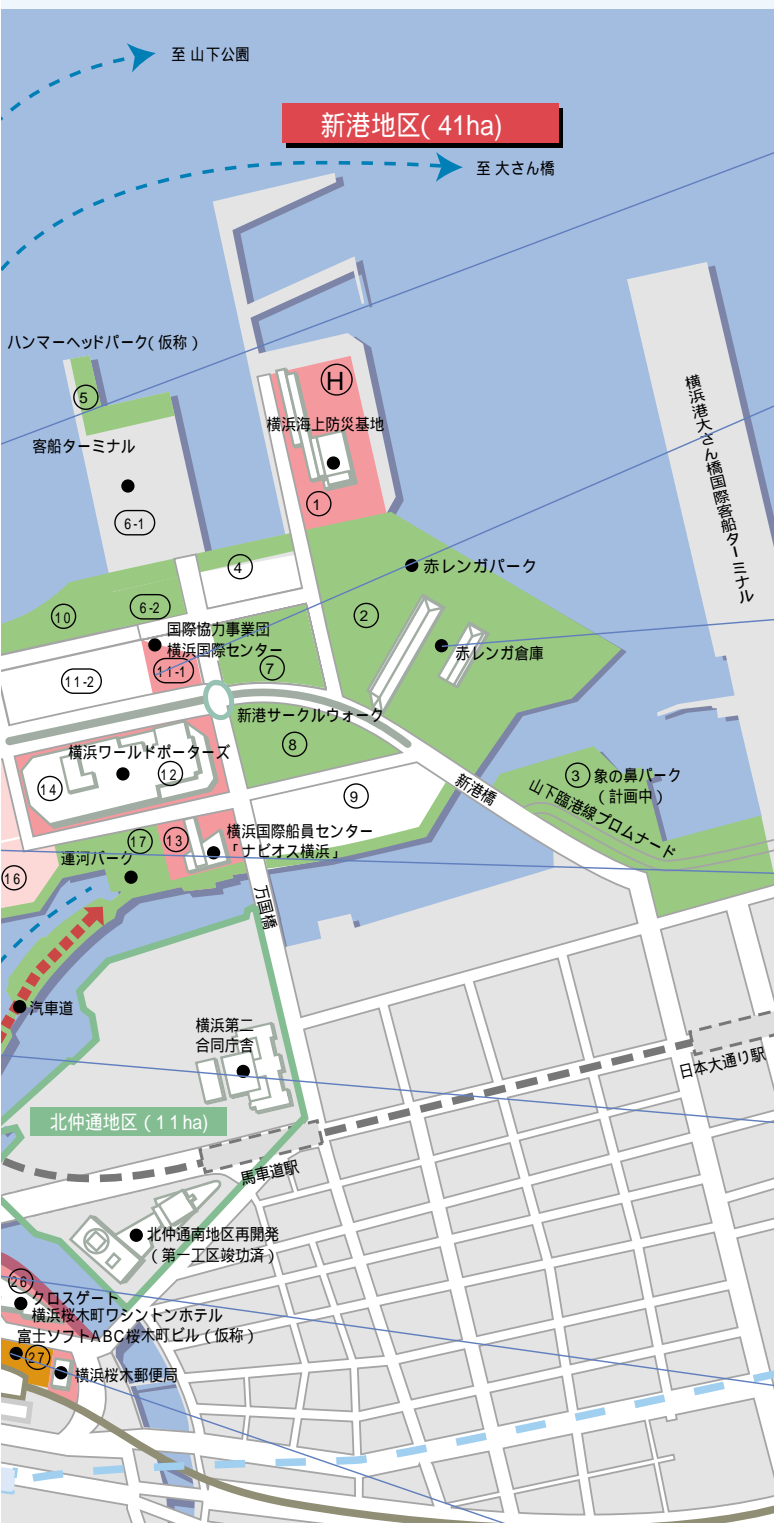 至 山下公園
新港地区( 41ha)
至 大さん橋
ハンマーヘッドパーク( 仮称 )
5
H
横浜海上防災基地
横浜港大さん橋国際客船ターミナル
客船ターミナル
6-1
1
4
赤レンガパーク
10
6-2
2
国際協力事業団
横浜国際センター
赤レンガ倉庫
7
11-1
11-2
新港サークルウォーク
8
横浜ワールドポーターズ
12
14
9
新港橋
3
象の鼻パーク
( 計画中 )
山下臨港線プロムナード
17
13
横浜国際船員センター
「ナビオス横浜」
運河パーク
16
万国橋
汽車道
横浜第二
合同庁舎
日本大通り駅
北仲通地区 ( 1 1 ha)
馬車道駅
北仲通南地区再開発
( 第一工区竣功済 )
26
クロスゲート
横浜桜木町ワシントンホテル
富士ソフトABC桜木町ビル ( 仮称 )
27
横浜桜木郵便局